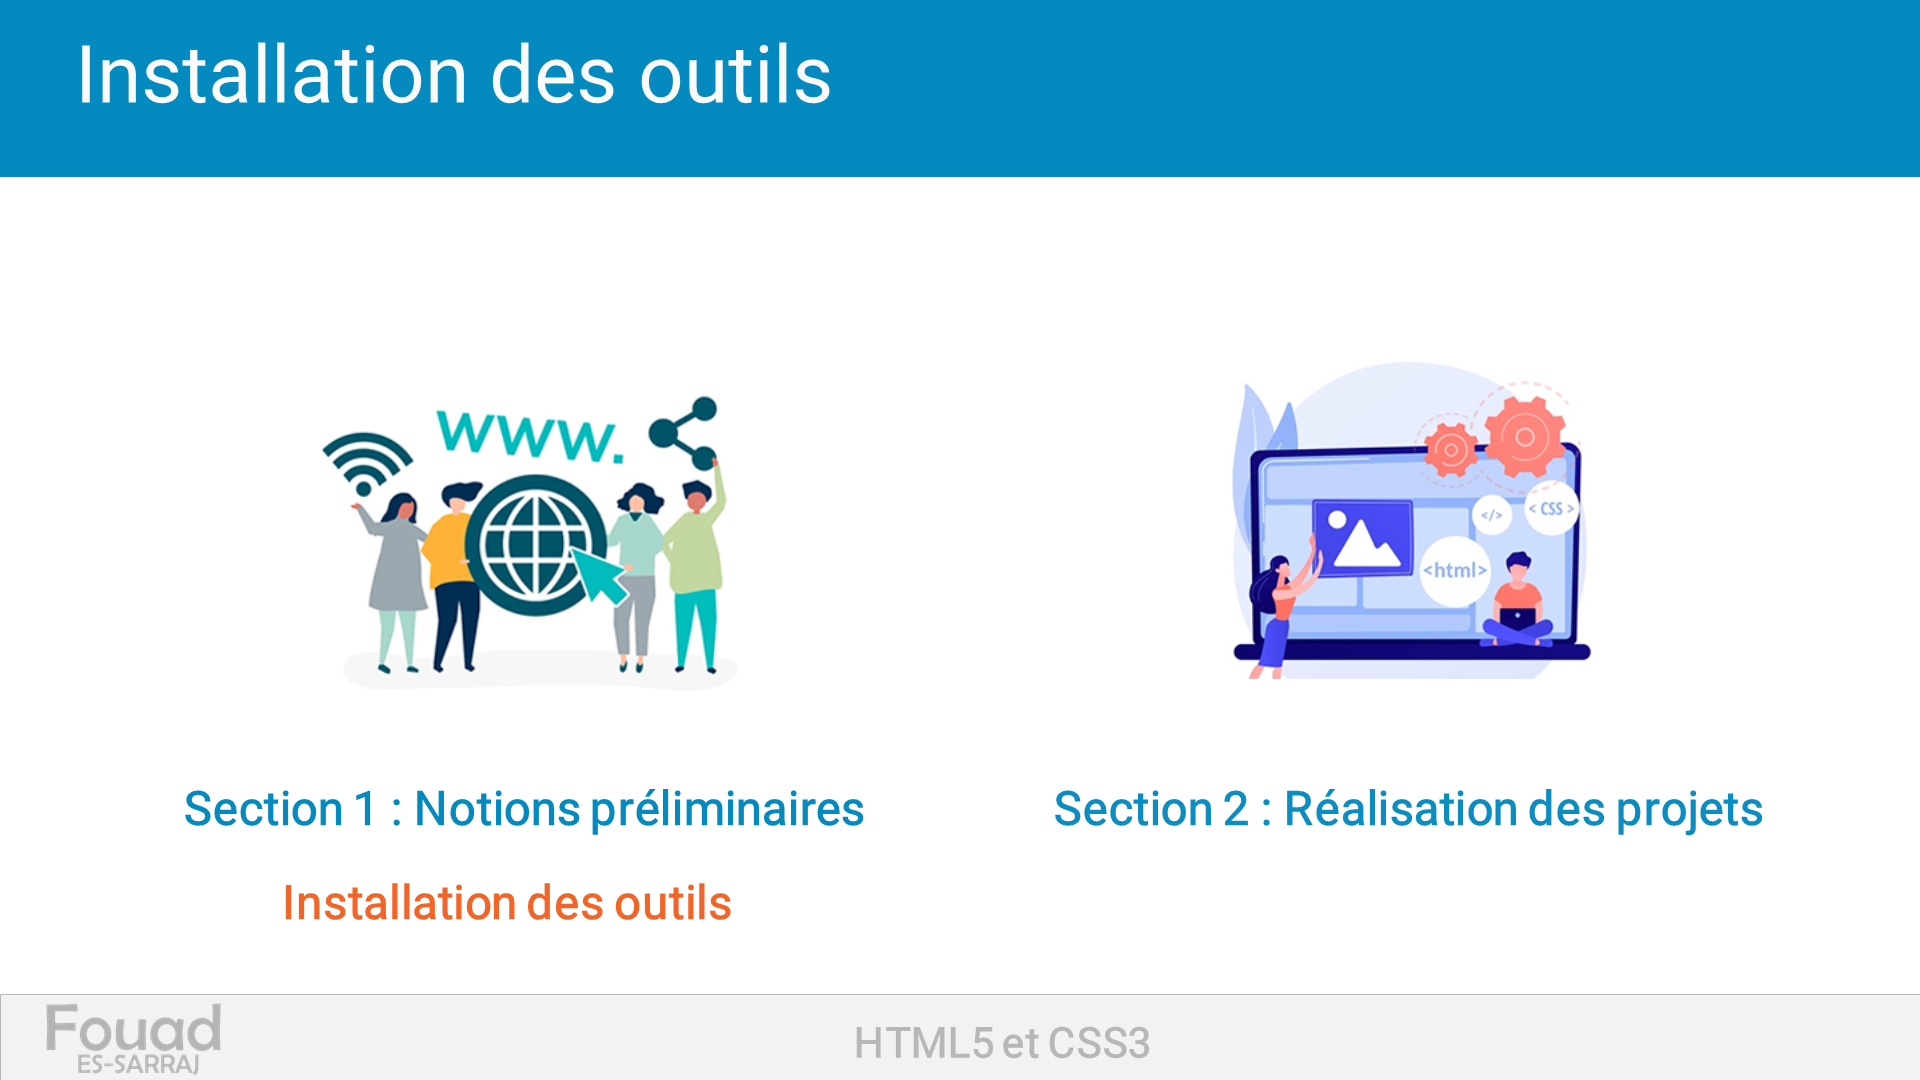 Installation des outils
www.
</>
< CSS >
<html>
Section 1 : Notions préliminaires
Section 2 : Réalisation des projets
Installation des outils
Fouad
ES-SARRAJ
HTML5 et CSS3